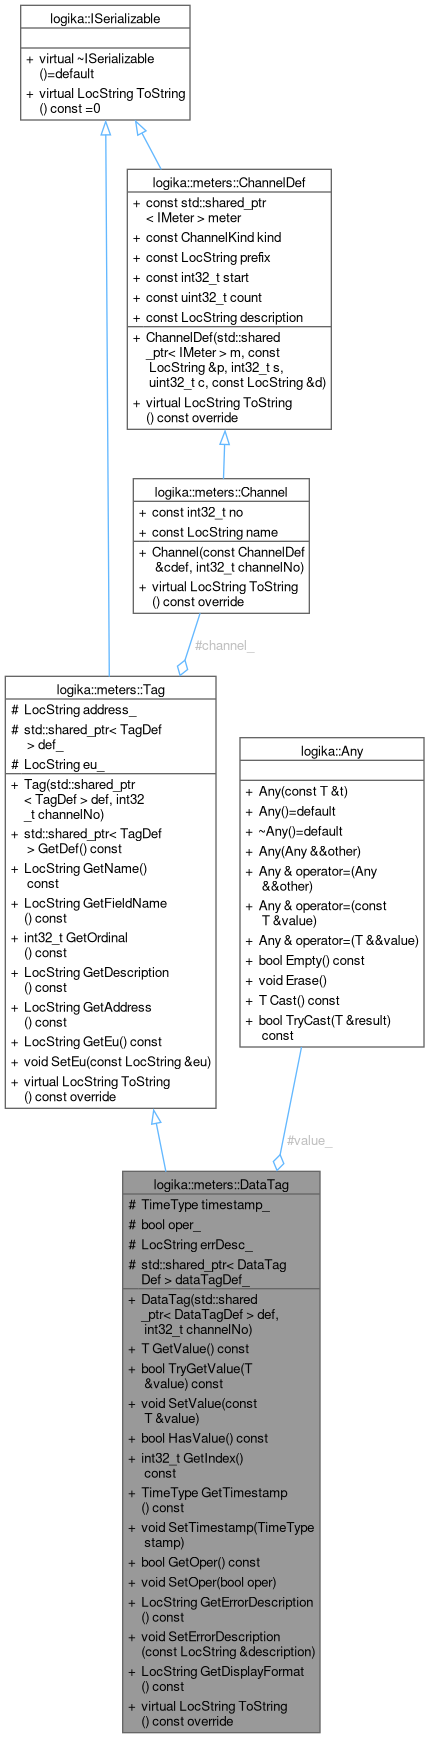 logika::ISerializable
+ virtual ~ISerializable
()=default
+ virtual LocString ToString
() const =0
logika::meters::ChannelDef
+ const std::shared_ptr
< IMeter > meter
+ const ChannelKind kind
+ const LocString prefix
+ const int32_t start
+ const uint32_t count
+ const LocString description
+ ChannelDef(std::shared
_ptr< IMeter > m, const
LocString &p, int32_t s,
uint32_t c, const LocString &d)
+ virtual LocString ToString
() const override
logika::meters::Channel
+ const int32_t no
+ const LocString name
+ Channel(const ChannelDef
&cdef, int32_t channelNo)
+ virtual LocString ToString
() const override
#channel_
logika::meters::Tag
# LocString address_
# std::shared_ptr< TagDef
> def_
# LocString eu_
+ Tag(std::shared_ptr
< TagDef > def, int32
_t channelNo)
+ std::shared_ptr< TagDef
> GetDef() const
+ LocString GetName()
const
+ LocString GetFieldName
() const
+ int32_t GetOrdinal
() const
+ LocString GetDescription
() const
+ LocString GetAddress
() const
+ LocString GetEu() const
+ void SetEu(const LocString &eu)
+ virtual LocString ToString
() const override
logika::Any
+ Any(const T &t)
+ Any()=default
+ ~Any()=default
+ Any(Any &&other)
+ Any & operator=(Any
&&other)
+ Any & operator=(const
T &value)
+ Any & operator=(T &&value)
+ bool Empty() const
+ void Erase()
+ T Cast() const
+ bool TryCast(T &result)
const
#value_
logika::meters::DataTag
# TimeType timestamp_
# bool oper_
# LocString errDesc_
# std::shared_ptr< DataTag
Def > dataTagDef_
+ DataTag(std::shared
_ptr< DataTagDef > def,
int32_t channelNo)
+ T GetValue() const
+ bool TryGetValue(T
&value) const
+ void SetValue(const
T &value)
+ bool HasValue() const
+ int32_t GetIndex()
const
+ TimeType GetTimestamp
() const
+ void SetTimestamp(TimeType
stamp)
+ bool GetOper() const
+ void SetOper(bool oper)
+ LocString GetErrorDescription
() const
+ void SetErrorDescription
(const LocString &description)
+ LocString GetDisplayFormat
() const
+ virtual LocString ToString
() const override